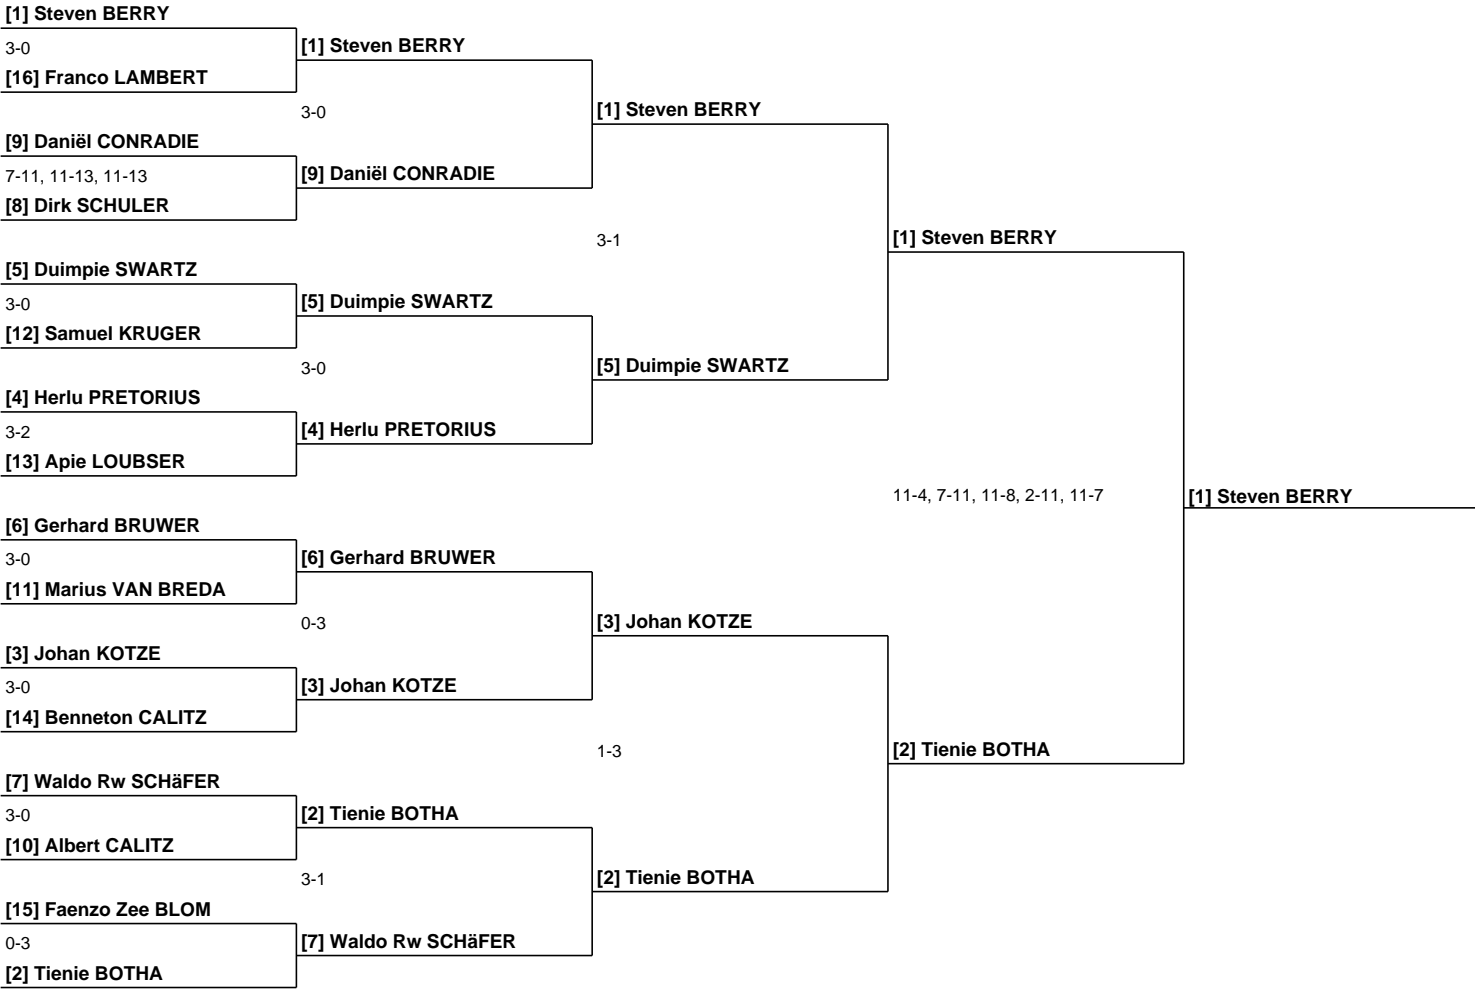 [1] Steven BERRY
3-0
[1] Steven BERRY
[16] Franco LAMBERT
3-0
[1] Steven BERRY
[9] Daniël CONRADIE
7-11, 11-13, 11-13
[9] Daniël CONRADIE
[8] Dirk SCHULER
3-1
[1] Steven BERRY
[5] Duimpie SWARTZ
3-0
[5] Duimpie SWARTZ
[12] Samuel KRUGER
3-0
[5] Duimpie SWARTZ
[4] Herlu PRETORIUS
3-2
[4] Herlu PRETORIUS
[13] Apie LOUBSER
11-4, 7-11, 11-8, 2-11, 11-7
[1] Steven BERRY
[6] Gerhard BRUWER
3-0
[6] Gerhard BRUWER
[11] Marius VAN BREDA
0-3
[3] Johan KOTZE
[3] Johan KOTZE
3-0
[3] Johan KOTZE
[14] Benneton CALITZ
1-3
[2] Tienie BOTHA
[7] Waldo Rw SCHäFER
3-0
[2] Tienie BOTHA
[10] Albert CALITZ
3-1
[2] Tienie BOTHA
[15] Faenzo Zee BLOM
0-3
[7] Waldo Rw SCHäFER
[2] Tienie BOTHA